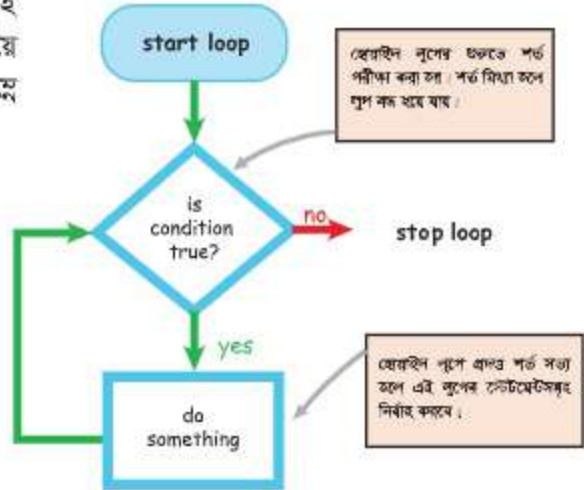 start loop
হোয়াইল লুপের শুরুতে শর্ত
পরীক্ষা করা হয়। শর্ত মিথ্যা হলে
লুপ বন্ধ হয়ে যায়।
is
condition
true?
no
stop loop
yes
হোয়াইল লুপে প্রদত্ত শর্ত সত্য
হলে এই লুপের স্টেটমেন্টসমূহ
নির্বাহ করবে।
do
something